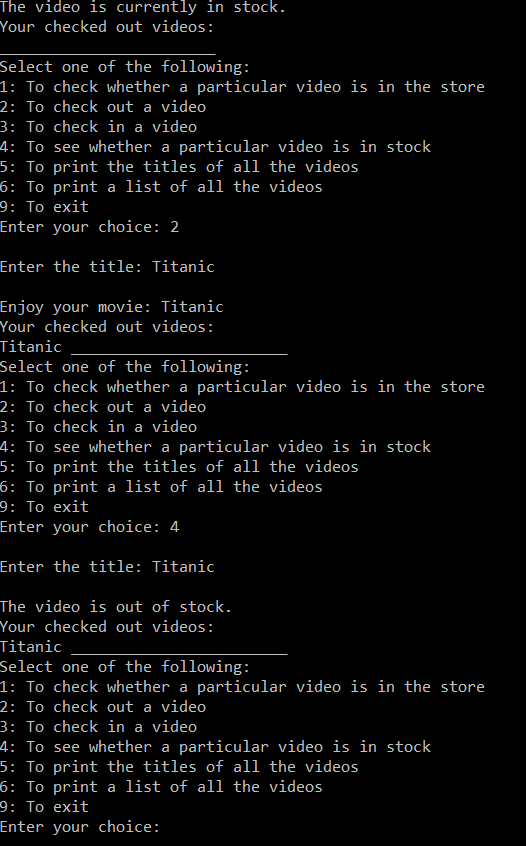 The video is currently in stock.
Your checked out videos:
________________________
Select one of the following:
1: To check whether a particular video is in the store
2: To check out a video
3: To check in a video
4: To see whether a particular video is in stock
5: To print the titles of all the videos
6: To print a list of all the videos
9: To exit
Enter your choice: 2
Enter the title: Titanic
Enjoy your movie: Titanic
Your checked out videos:
Titanic ________________________
Select one of the following:
1: To check whether a particular video is in the store
2: To check out a video
3: To check in a video
4: To see whether a particular video is in stock
5: To print the titles of all the videos
6: To print a list of all the videos
9: To exit
Enter your choice: 4
Enter the title: Titanic
The video is out of stock.
Your checked out videos:
Titanic ________________________
Select one of the following:
1: To check whether a particular video is in the store
2: To check out a video
3: To check in a video
4: To see whether a particular video is in stock
5: To print the titles of all the videos
6: To print a list of all the videos
9: To exit
Enter your choice: